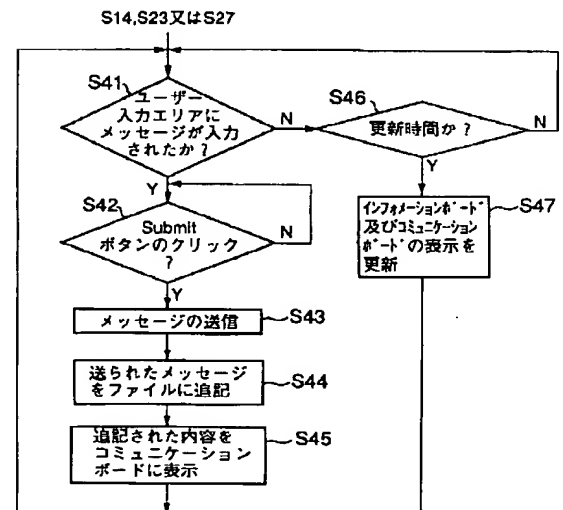 S14,S23又はS27
S41
ユーザー
入力エリアに
メッセージが入力
されたか？
N
Y
S46
更新時間か？
N
Y
S42
Submit
ボタンのクリック
？
N
Y
インフォメーションボード
及びコミュニケーション
ボードの表示を
更新
S47
メッセージの送信
S43
送られたメッセージ
をファイルに追記
S44
追記された内容を
コミュニケーション
ボードに表示
S45